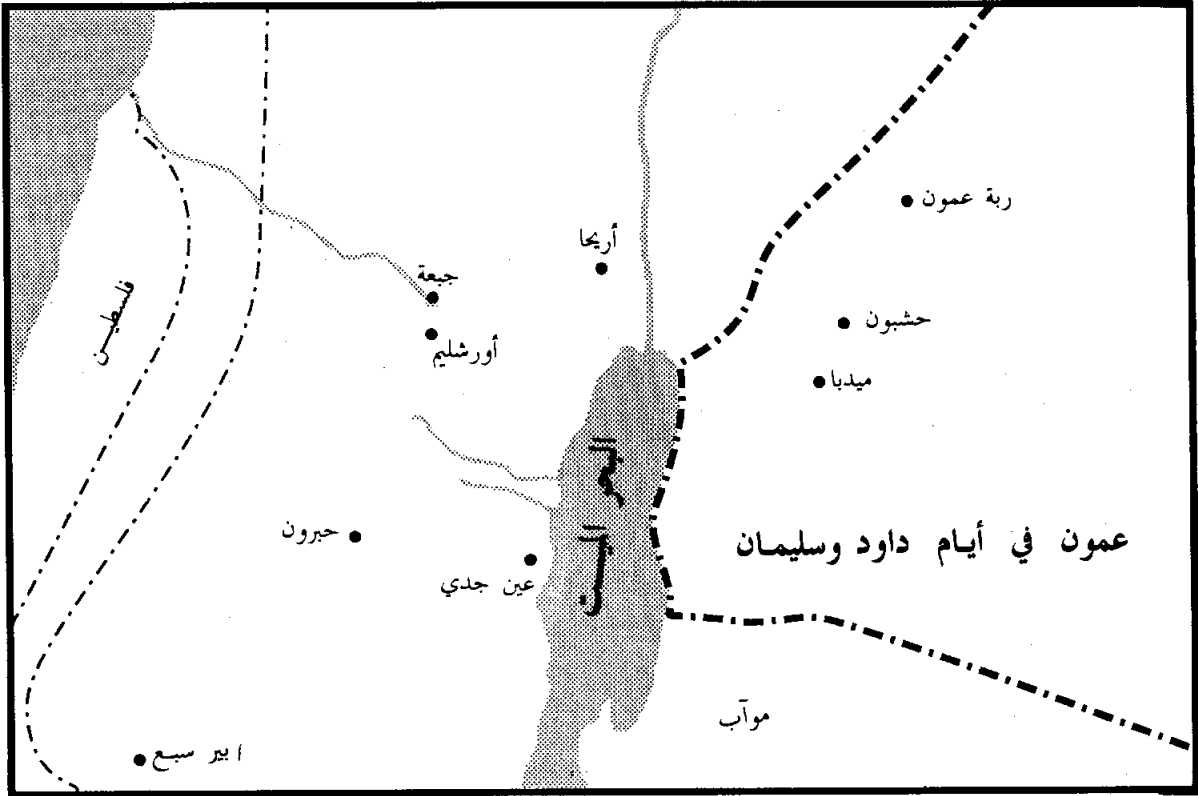 ربة عمون
أريحا
جبعة
فلسطين
حشبون
أورشليم
ميدبا
البحر الميت
حبرون
عمون في أيام داود وسليمان
عين جدي
موآب
ابير سبع